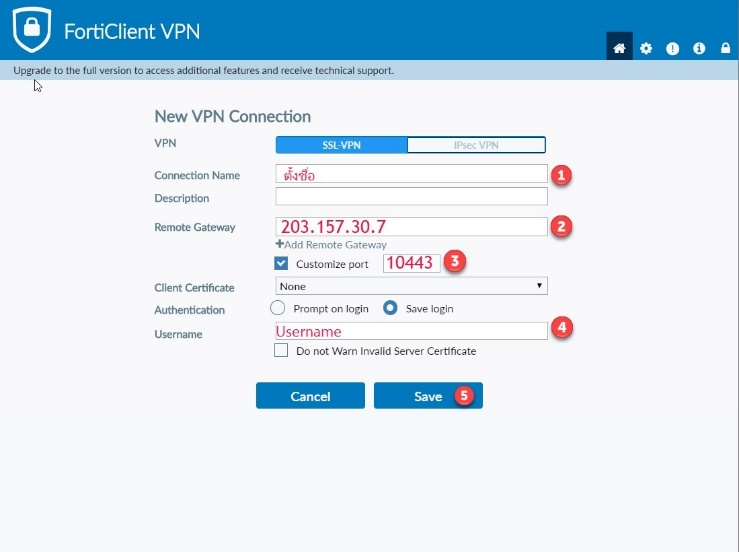 FortiClient VPN
Upgrade to the full version to access additional features and receive technical support.
New VPN Connection
VPN SSL-VPN IPsec VPN
Connection Name ตั้งชื่อ 1
Description
Remote Gateway 203.157.30.7 2
+Add Remote Gateway
Customize port 10443 3
Client Certificate None
Authentication Prompt on login Save login
Username Username 4
Do not Warn Invalid Server Certificate
Cancel Save 5